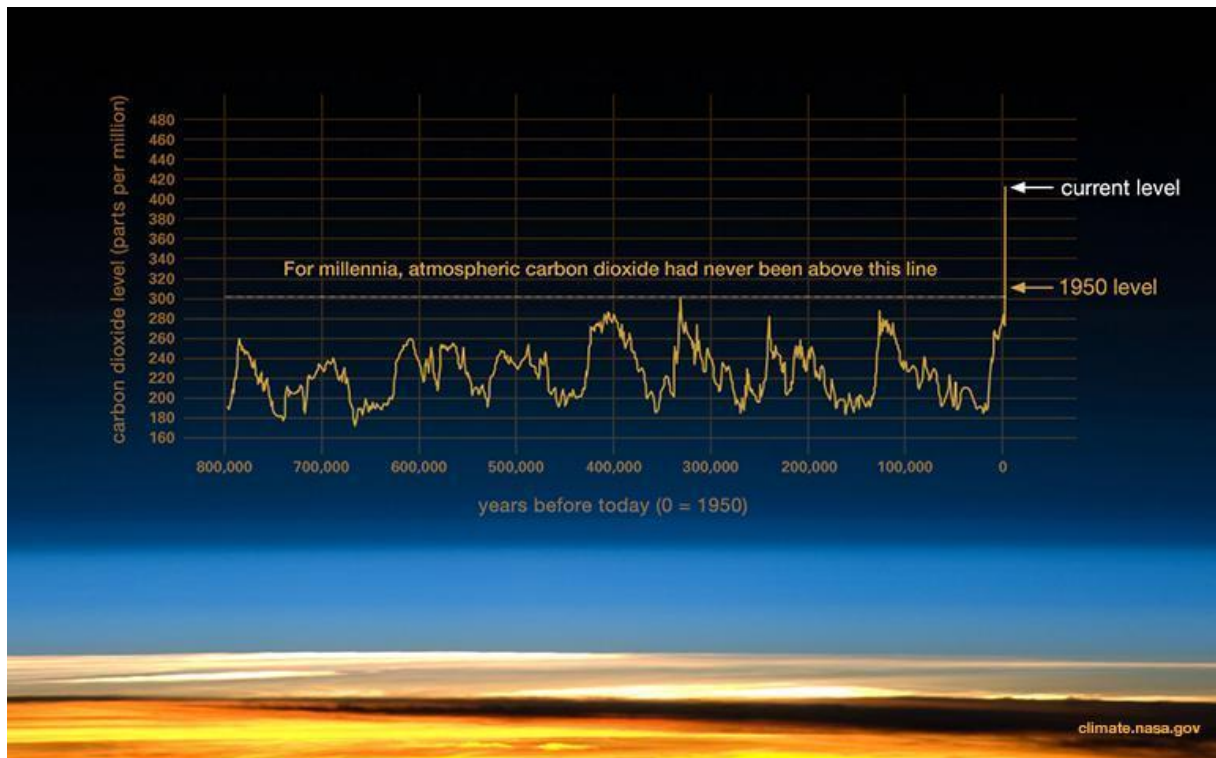 carbon dioxide level (parts per million)
480
460
440
420
400
380
360
340
320
300
280
260
240
220
200
180
160
current level
For millennia, atmospheric carbon dioxide had never been above this line
1950 level
800,000 700,000 600,000 500,000 400,000 300,000 200,000 100,000 0
years before today (0 = 1950)
climate.nasa.gov